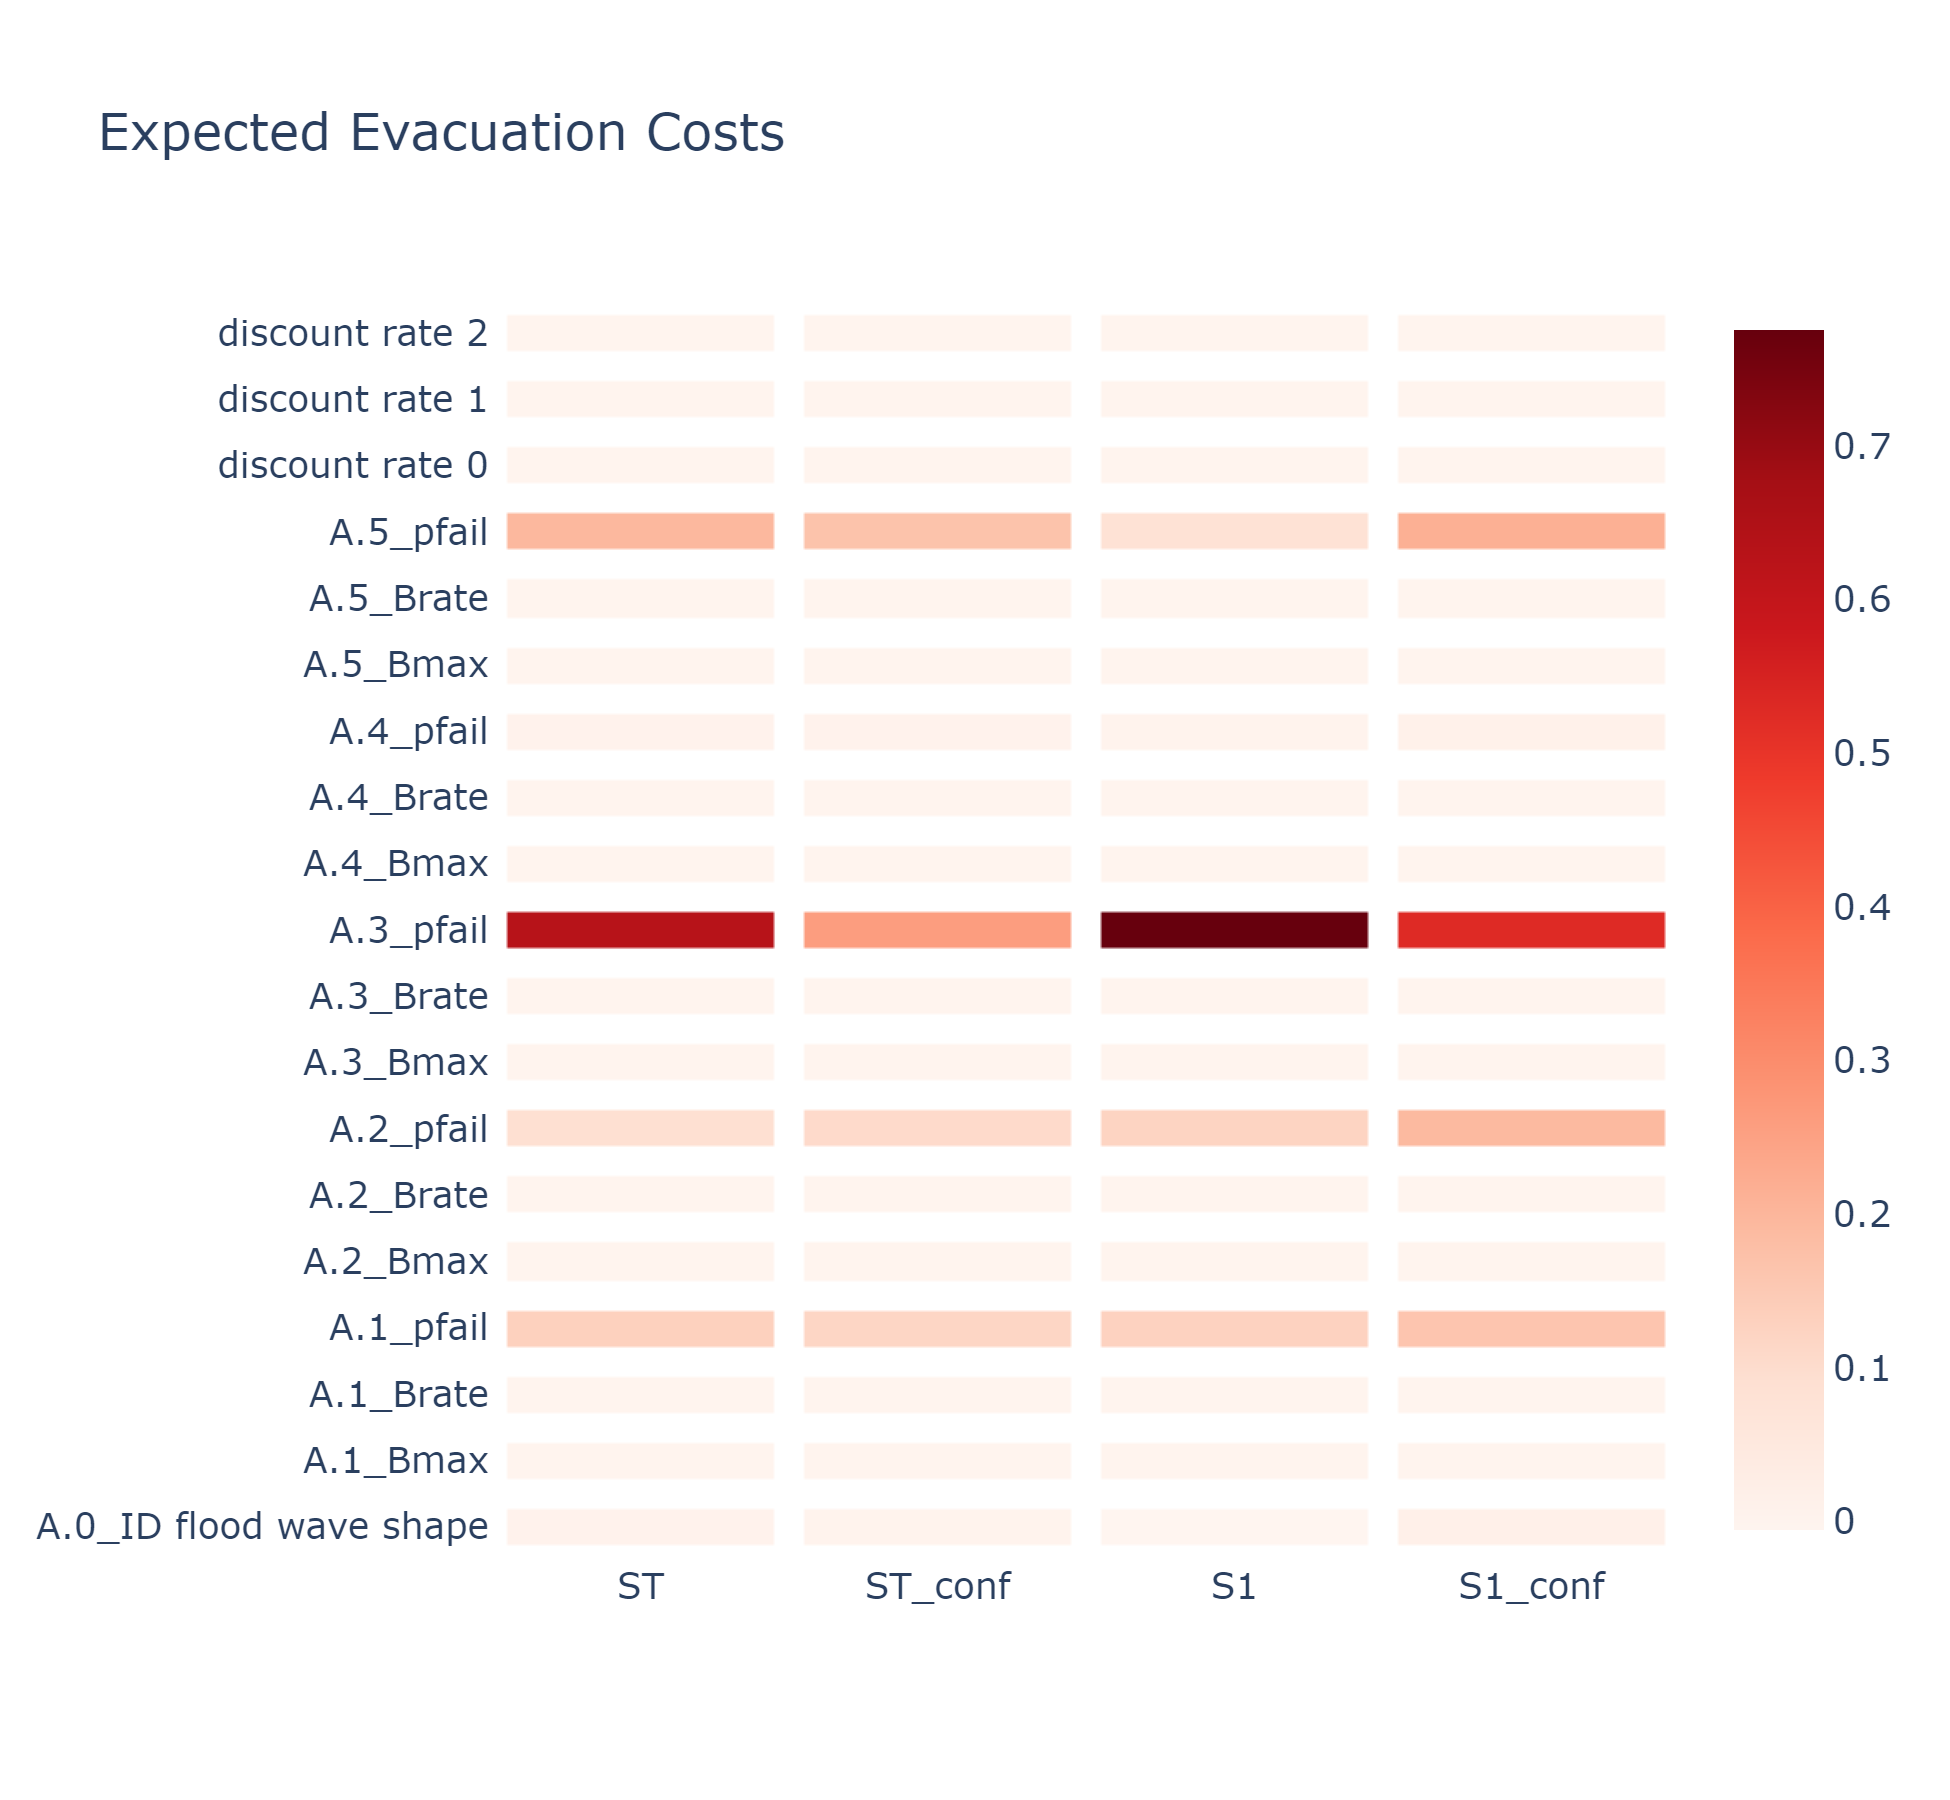 Expected Evacuation Costs
discount rate 2
discount rate 1
discount rate 0
A.5_pfail
A.5_Brate
A.5_Bmax
A.4_pfail
A.4_Brate
A.4_Bmax
A.3_pfail
A.3_Brate
A.3_Bmax
A.2_pfail
A.2_Brate
A.2_Bmax
A.1_pfail
A.1_Brate
A.1_Bmax
A.0_ID flood wave shape
ST ST_conf S1 S1_conf
0.7
0.6
0.5
0.4
0.3
0.2
0.1
0